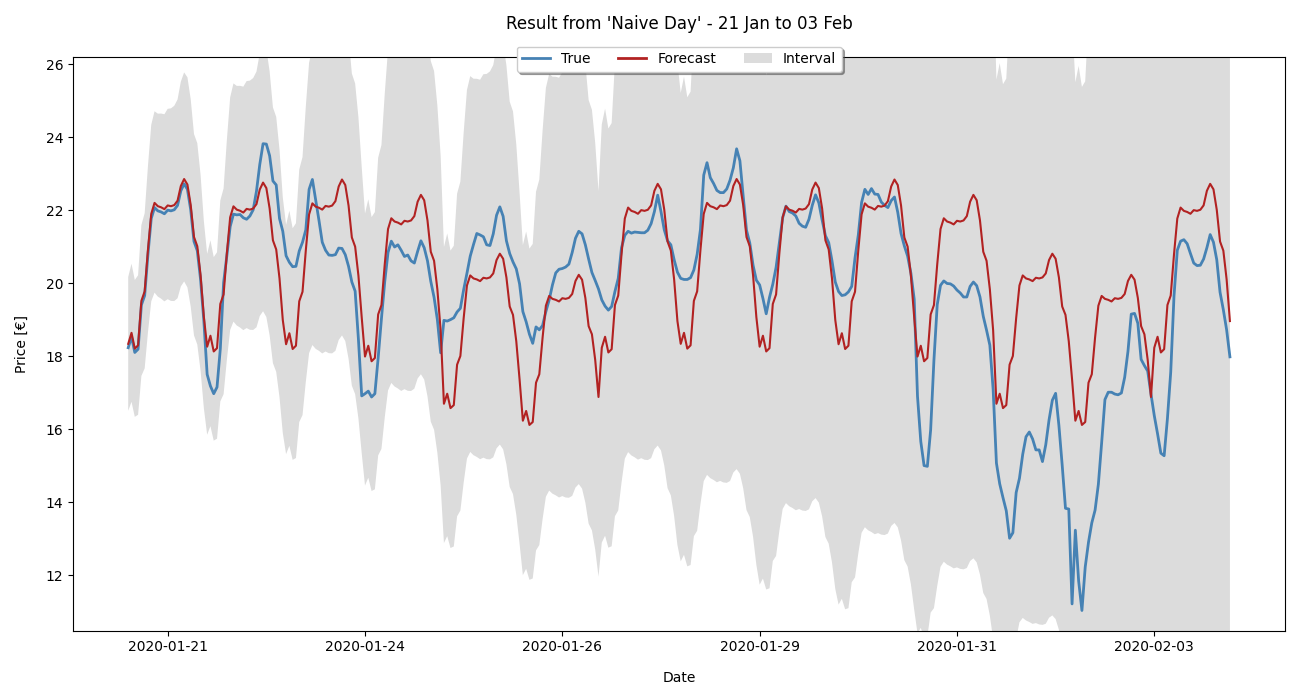 Result from 'Naive Day' - 21 Jan to 03 Feb
True Forecast Interval
26
24
22
20
18
16
14
12
Price [€]
2020-01-21 2020-01-24 2020-01-26 2020-01-29 2020-01-31 2020-02-03
Date